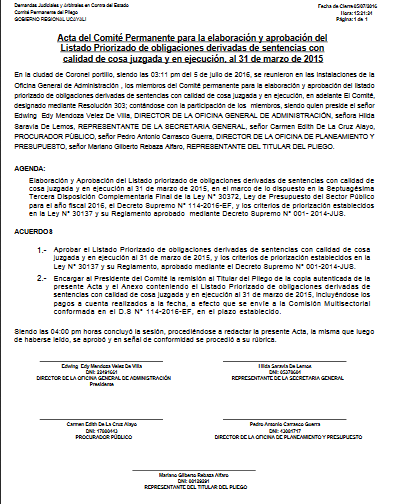 Demandas Judiciales y Arbitrales en Contra del Estado
Comité Permanente del Pliego
GOBIERNO REGIONAL UCAYALI
Fecha de Cierre:05/07/2016
Hora:15:21:24
Página:1 de 1
Acta del Comité Permanente para la elaboración y aprobación del
Listado Priorizado de obligaciones derivadas de sentencias con
calidad de cosa juzgada y en ejecución, al 31 de marzo de 2015
En la ciudad de Coronel portillo, siendo las 03:11 pm del 5 de julio de 2016, se reunieron en las instalaciones de la
Oficina General de Administración , los miembros del Comité permanente para la elaboración y aprobación del listado
priorizado de obligaciones derivadas de sentencias con calidad de cosa juzgada y en ejecución, en adelante El Comité,
designado mediante Resolución 303; contándose con la participación de los miembros, siendo quien preside el señor
Edwing Edy Mendoza Velez De Villa, DIRECTOR DE LA OFICINA GENERAL DE ADMINISTRACIÓN, señora Hilda
Saravia De Lemos, REPRESENTANTE DE LA SECRETARIA GENERAL, señor Carmen Edith De La Cruz Alayo,
PROCURADOR PÚBLICO, señor Pedro Antonio Carrasco Guerra, DIRECTOR DE LA OFICINA DE PLANEAMIENTO Y
PRESUPUESTO, señor Mariano Gilberto Rebaza Alfaro, REPRESENTANTE DEL TITULAR DEL PLIEGO.
AGENDA:
Elaboración y Aprobación del Listado priorizado de obligaciones derivadas de sentencias con calidad de
cosa juzgada y en ejecución al 31 de marzo de 2015, en el marco de lo dispuesto en la Septuagésima
Tercera Disposición Complementaria Final de la Ley N° 30372, Ley de Presupuesto del Sector Público
para el año fiscal 2016, el Decreto Supremo N° 114-2016-EF, y los criterios de priorización establecidos
en la Ley N° 30137 y su Reglamento aprobado mediante Decreto Supremo N° 001- 2014-JUS.
ACUERDOS
1.- Aprobar el Listado Priorizado de obligaciones derivadas de sentencias con calidad de cosa
juzgada y en ejecución al 31 de marzo de 2015, y los criterios de priorización establecidos en la
Ley N° 30137 y su Reglamento, aprobado mediante el Decreto Supremo N° 001-2014-JUS.
2.- Encargar al Presidente del Comité la remisión al Titular del Pliego de la copia autenticada de la
presente Acta y el Anexo conteniendo el Listado Priorizado de obligaciones derivadas de
sentencias con calidad de cosa juzgada y en ejecución al 31 de marzo de 2015, incluyéndose los
pagos a cuenta realizados a la fecha, a efecto que se envíe a la Comisión Multisectorial
conformada en el D.S N° 114-2016-EF, en el plazo establecido.
Siendo las 04:00 pm horas concluyó la sesión, procediéndose a redactar la presente Acta, la misma que luego
de haberse leído, se aprobó y en señal de conformidad se procedió a su rúbrica.
Edwing Edy Mendoza Velez De Villa
DIRECTOR DE LA OFICINA GENERAL DE ADMINISTRACIÓN
Presidente
Hilda Saravia De Lemos
REPRESENTANTE DE LA SECRETARIA GENERAL
Carmen Edith De La Cruz Alayo
DNI: 17880443
PROCURADOR PÚBLICO
Pedro Antonio Carrasco Guerra
DNI: 43081717
DIRECTOR DE LA OFICINA DE PLANEAMIENTO Y PRESUPUESTO
Mariano Gilberto Rebaza Alfaro
REPRESENTANTE DEL TITULAR DEL PLIEGO